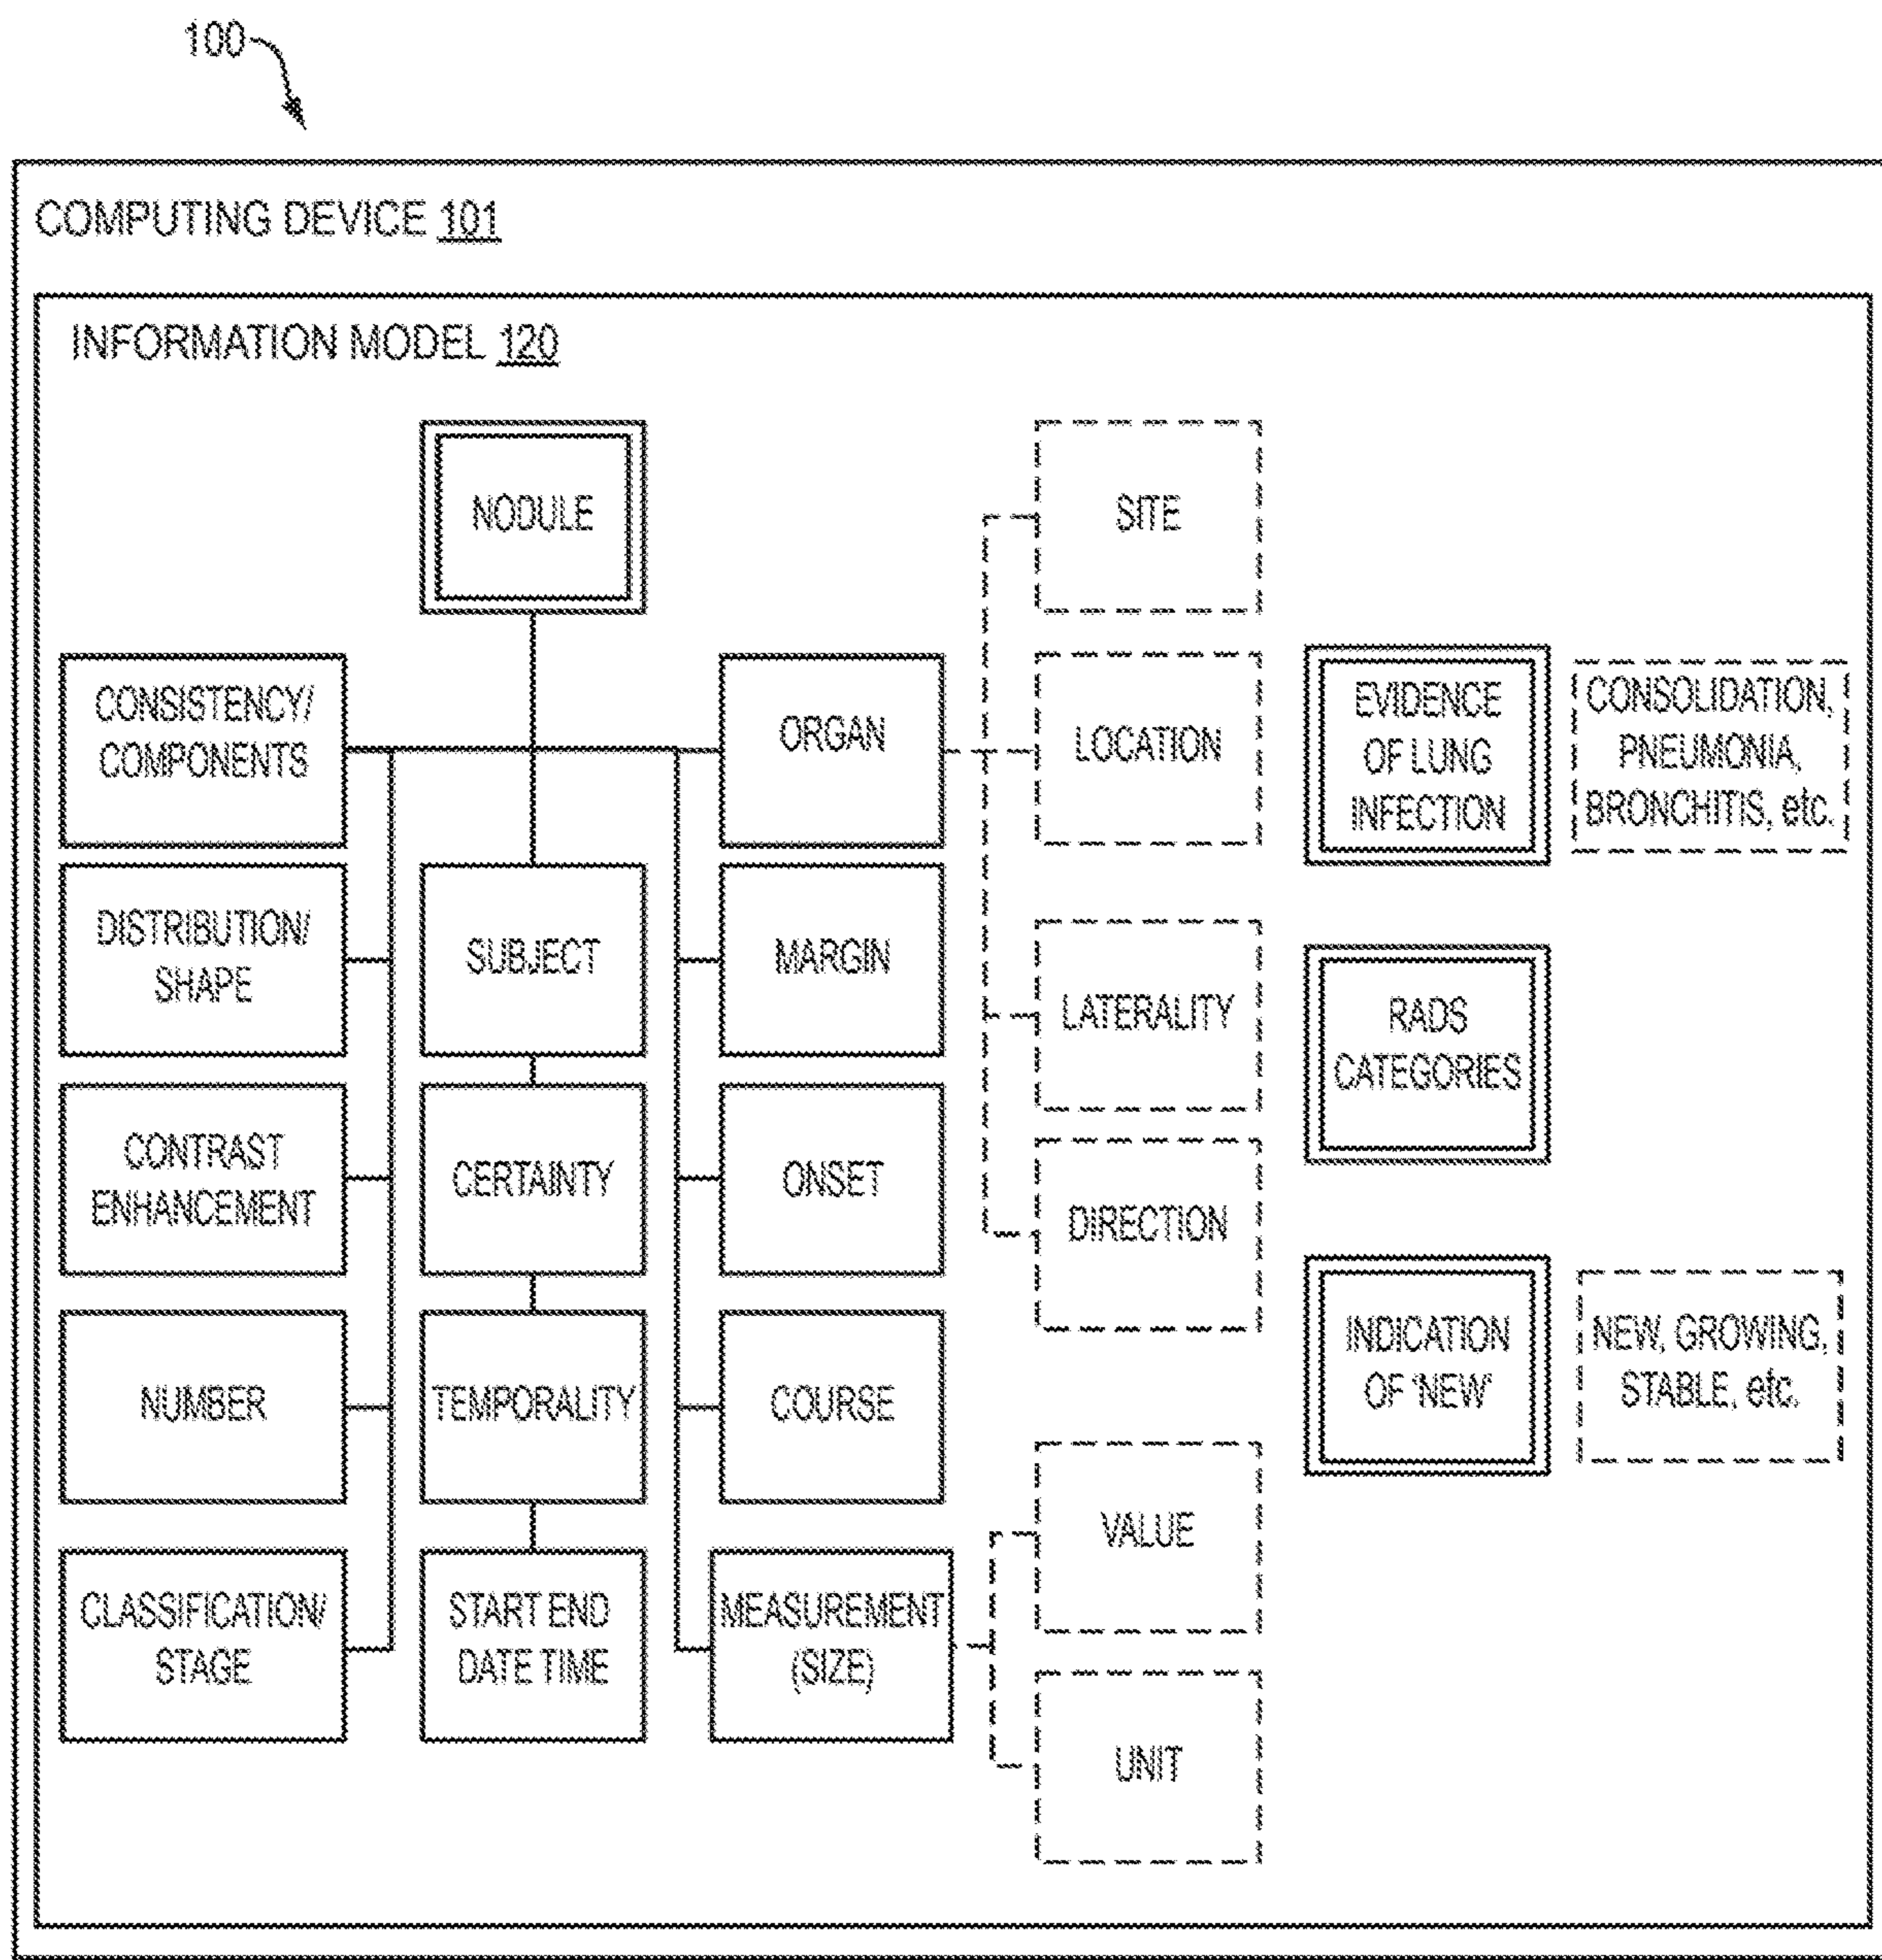 100
COMPUTING DEVICE 101
INFORMATION MODEL 120
NODULE
SITE
CONSISTENCY/
COMPONENTS
ORGAN
LOCATION
EVIDENCE
OF LUNG
INFECTION
CONSOLIDATION,
PNEUMONIA,
BRONCHITIS, etc.
DISTRIBUTION/
SHAPE
SUBJECT
MARGIN
LATERALITY
RADS
CATEGORIES
CONTRAST
ENHANCEMENT
CERTAINTY
ONSET
DIRECTION
INDICATION
OF 'NEW'
NEW, GROWING,
STABLE, etc.
NUMBER
TEMPORALITY
COURSE
VALUE
CLASSIFICATION/
STAGE
START END
DATE TIME
MEASUREMENT
(SIZE)
UNIT